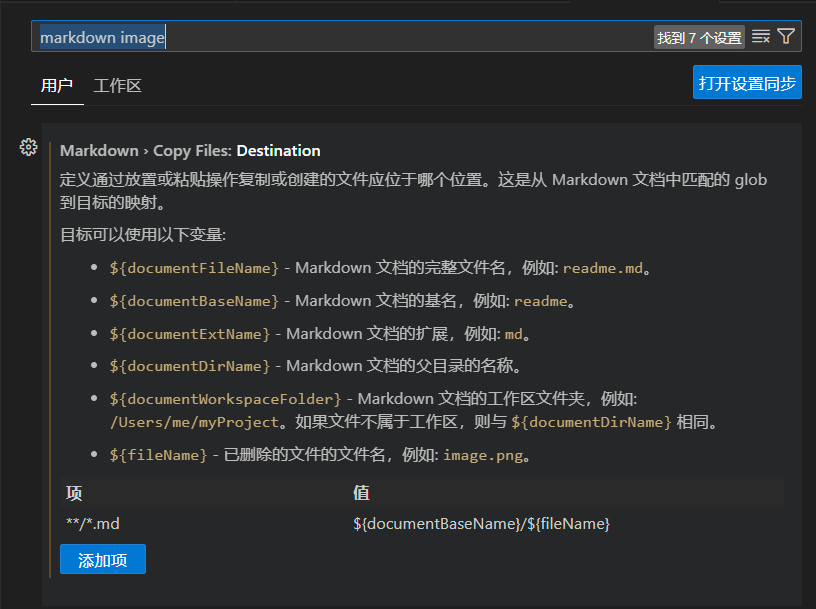 markdown image
找到 7 个设置
用户 工作区
打开设置同步
Markdown › Copy Files: Destination
定义通过放置或粘贴操作复制或创建的文件应位于哪个位置。这是从 Markdown 文档中匹配的 glob
到目标的映射。
目标可以使用以下变量:
• ${documentFileName} - Markdown 文档的完整文件名，例如: readme.md。
• ${documentBaseName} - Markdown 文档的基名，例如: readme。
• ${documentExtName} - Markdown 文档的扩展，例如: md。
• ${documentDirName} - Markdown 文档的父目录的名称。
• ${documentWorkspaceFolder} - Markdown 文档的工作区文件夹，例如:
/Users/me/myProject。如果文件不属于工作区，则与 ${documentDirName} 相同。
• ${fileName} - 已删除的文件的文件名，例如: image.png。
项 值
**/*.md ${documentBaseName}/${fileName}
添加项